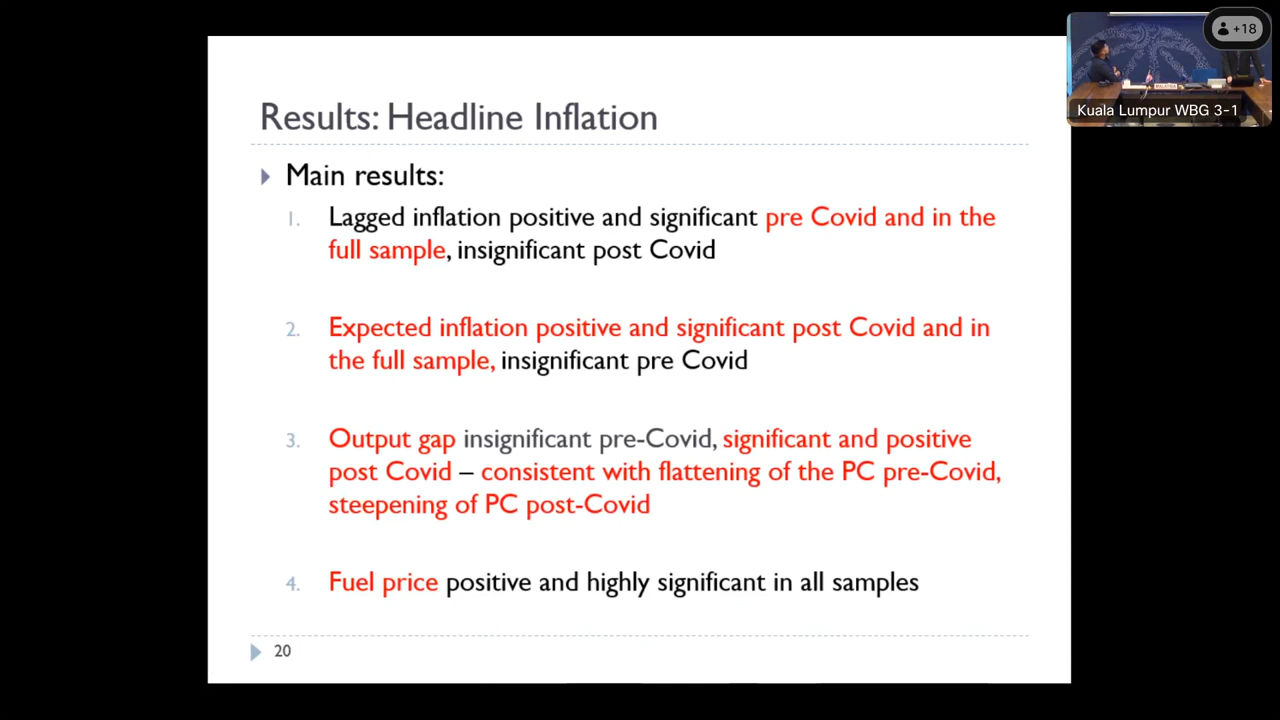 Results: Headline Inflation
Main results:
1. Lagged inflation positive and significant pre Covid and in the
full sample, insignificant post Covid
2. Expected inflation positive and significant post Covid and in
the full sample, insignificant pre Covid
3. Output gap insignificant pre-Covid, significant and positive
post Covid – consistent with flattening of the PC pre-Covid,
steepening of PC post-Covid
4. Fuel price positive and highly significant in all samples
20
+18
MALAYSIA
Kuala Lumpur WBG 3-1